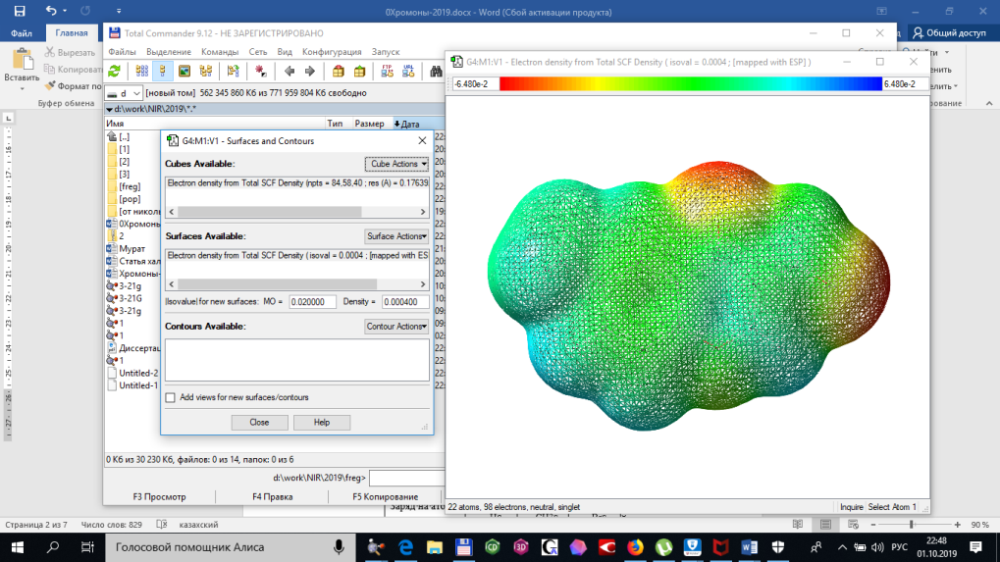 0Хромоны-2019.docx - Word (Сбой активации продукта)
Файл
Главная
Общий доступ
Вставить
Вырезать
Копироват
Формат по
Буфер обмена
Total Commander 9.12 - НЕ ЗАРЕГИСТРИРОВАНО
Файлы Выделение Команды Сеть Вид Конфигурация Запуск
d [новый том] 562 345 860 Кб из 771 959 804 Кб свободно
d:\work\NIR\2019\*.*
Имя Тип Размер Дата
[..]
[1]
[2]
[3]
[freg]
[pop]
[от николь
0Хромоны
2
Мурат
Статья хал
Хромоны-
3-21g
3-21G
3-21g
1
1
Диссертац
1
Untitled-2
Untitled-1
0 Кб из 30 230 Кб, файлов: 0 из 14, папок: 0 из 6
d:\work\NIR\2019\freg>
F3 Просмотр F4 Правка F5 Копирование
G4:M1:V1 - Surfaces and Contours
Cubes Available: Cube Actions
Electron density from Total SCF Density (npts = 84,58,40 ; res (A) = 0.17639
Surfaces Available: Surface Actions
Electron density from Total SCF Density ( isoval = 0.0004 ; [mapped with ES
|Isovalue| for new surfaces: MO = 0.020000 Density = 0.000400
Contours Available: Contour Actions
Add views for new surfaces/contours
Close Help
G4:M1:V1 - Electron density from Total SCF Density ( isoval = 0.0004 ; [mapped with ESP] )
-6.480e-2 6.480e-2
22 atoms, 98 electrons, neutral, singlet Inquire Select Atom 1
Страница 2 из 7 Число слов: 829 казахский 90 %
Голосовой помощник Алиса
РУС
22:48
01.10.2019